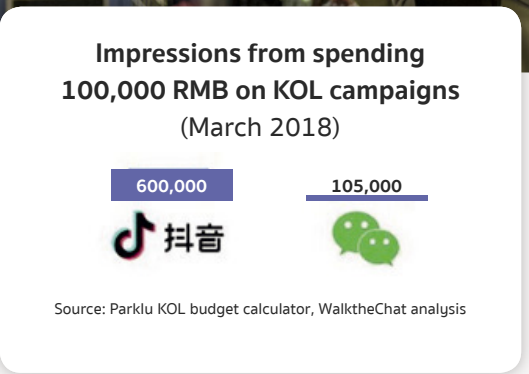 Impressions from spending
100,000 RMB on KOL campaigns
(March 2018)
600,000
105,000
抖音
Source: Parklu KOL budget calculator, WalktheChat analysis